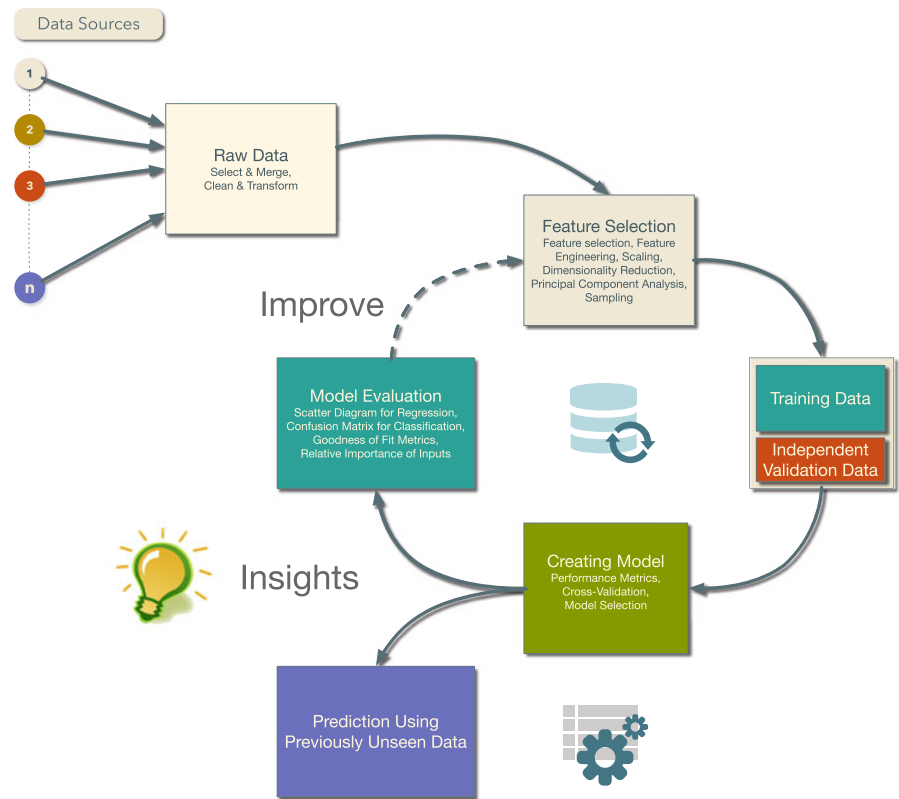 Data Sources
1
2
3
n
Raw Data
Select & Merge,
Clean & Transform
Feature Selection
Feature selection, Feature
Engineering, Scaling,
Dimensionality Reduction,
Principal Component Analysis,
Sampling
Improve
Model Evaluation
Scatter Diagram for Regression,
Confusion Matrix for Classification,
Goodness of Fit Metrics,
Relative Importance of Inputs
Training Data
Independent
Validation Data
Insights
Creating Model
Performance Metrics,
Cross-Validation,
Model Selection
Prediction Using
Previously Unseen Data